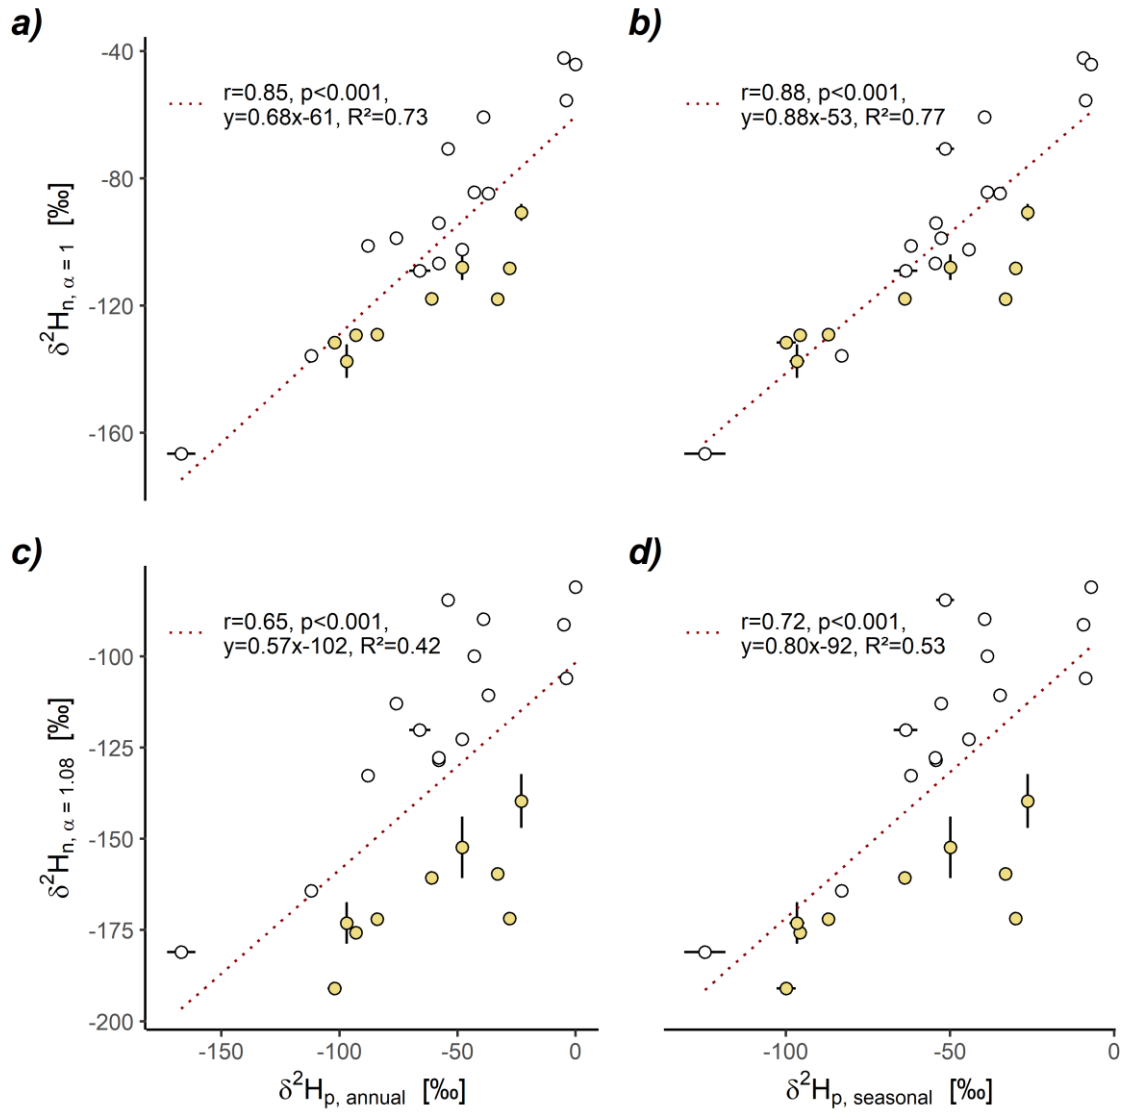 a)
b)
-40
-80
-120
-160
δ²Hn, α = 1 [‰]
r=0.85, p<0.001,
y=0.68x-61, R²=0.73
r=0.88, p<0.001,
y=0.88x-53, R²=0.77
c)
d)
-100
-125
-150
-175
-200
δ²Hn, α = 1.08 [‰]
r=0.65, p<0.001,
y=0.57x-102, R²=0.42
r=0.72, p<0.001,
y=0.80x-92, R²=0.53
-150
-100
-50
0
-100
-50
0
δ²Hp, annual [‰]
δ²Hp, seasonal [‰]